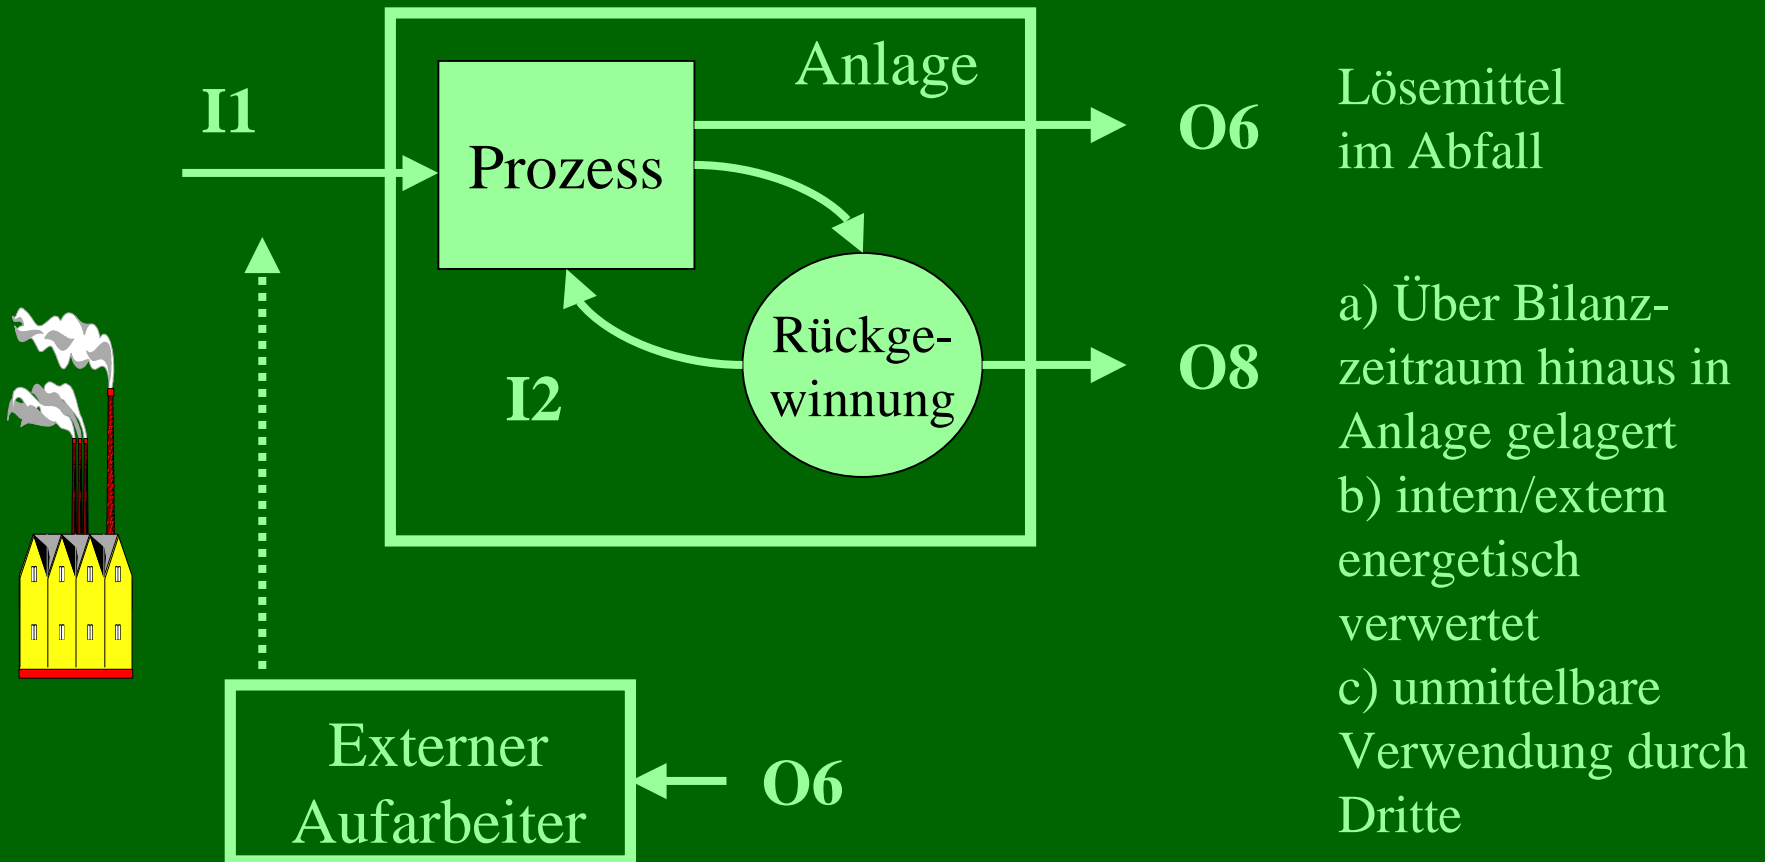 Anlage
I1
Prozess
O6
Lösemittel
im Abfall
I2
Rückge-
winnung
O8
a) Über Bilanz-
zeitraum hinaus in
Anlage gelagert
b) intern/extern
energetisch
verwertet
c) unmittelbare
Verwendung durch
Dritte
Externer
Aufarbeiter
O6